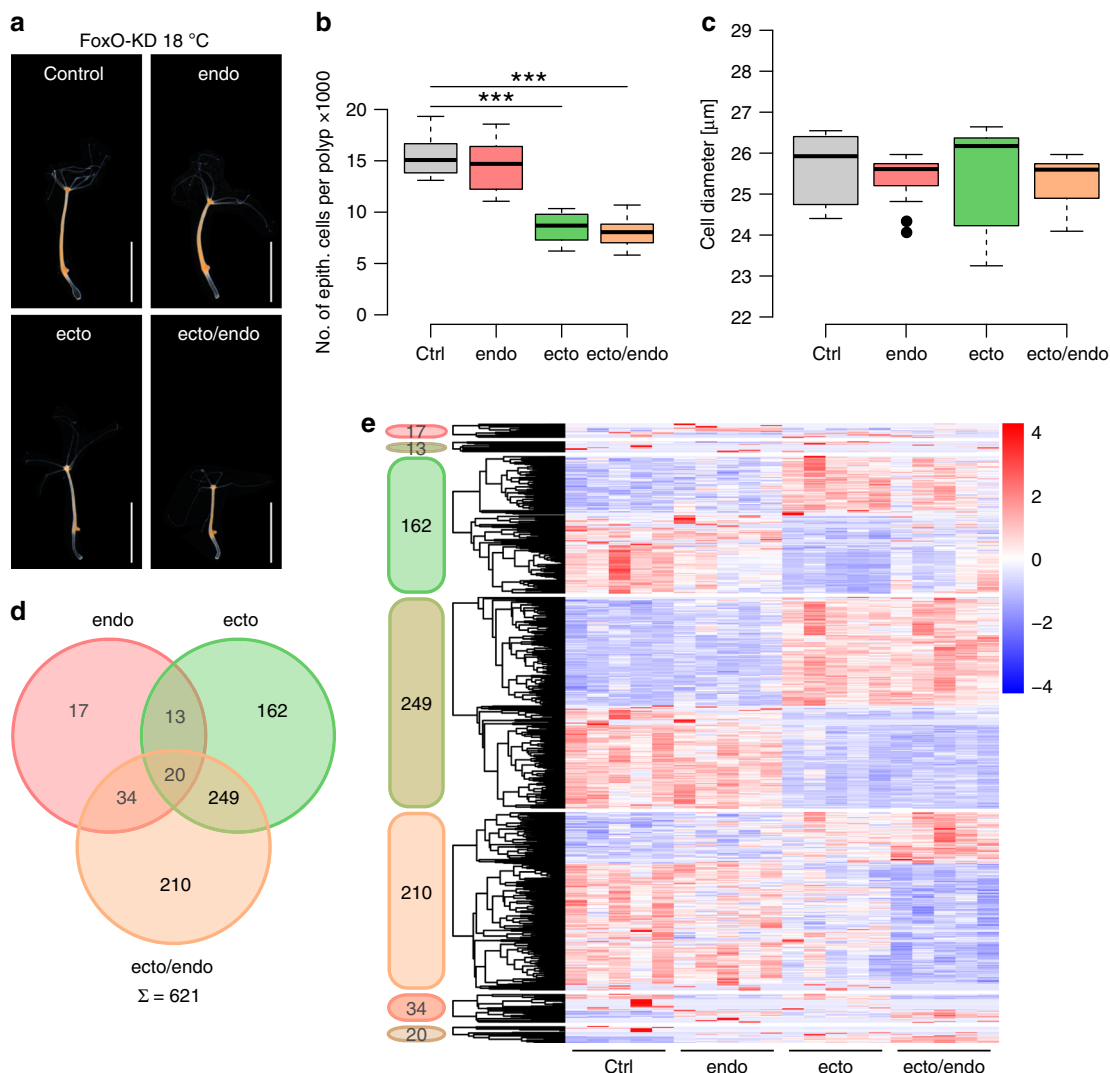 a
FoxO-KD 18 °C
Control
endo
ecto
ecto/endo
b
No. of epith. cells per polyp ×1000
20
15
10
5
0
***
***
Ctrl
endo
ecto
ecto/endo
c
Cell diameter [μm]
29
28
27
26
25
24
23
22
Ctrl
endo
ecto
ecto/endo
d
endo
ecto
17
13
162
20
34
249
210
ecto/endo
Σ = 621
e
17
13
162
249
210
34
20
4
2
0
−2
−4
Ctrl
endo
ecto
ecto/endo